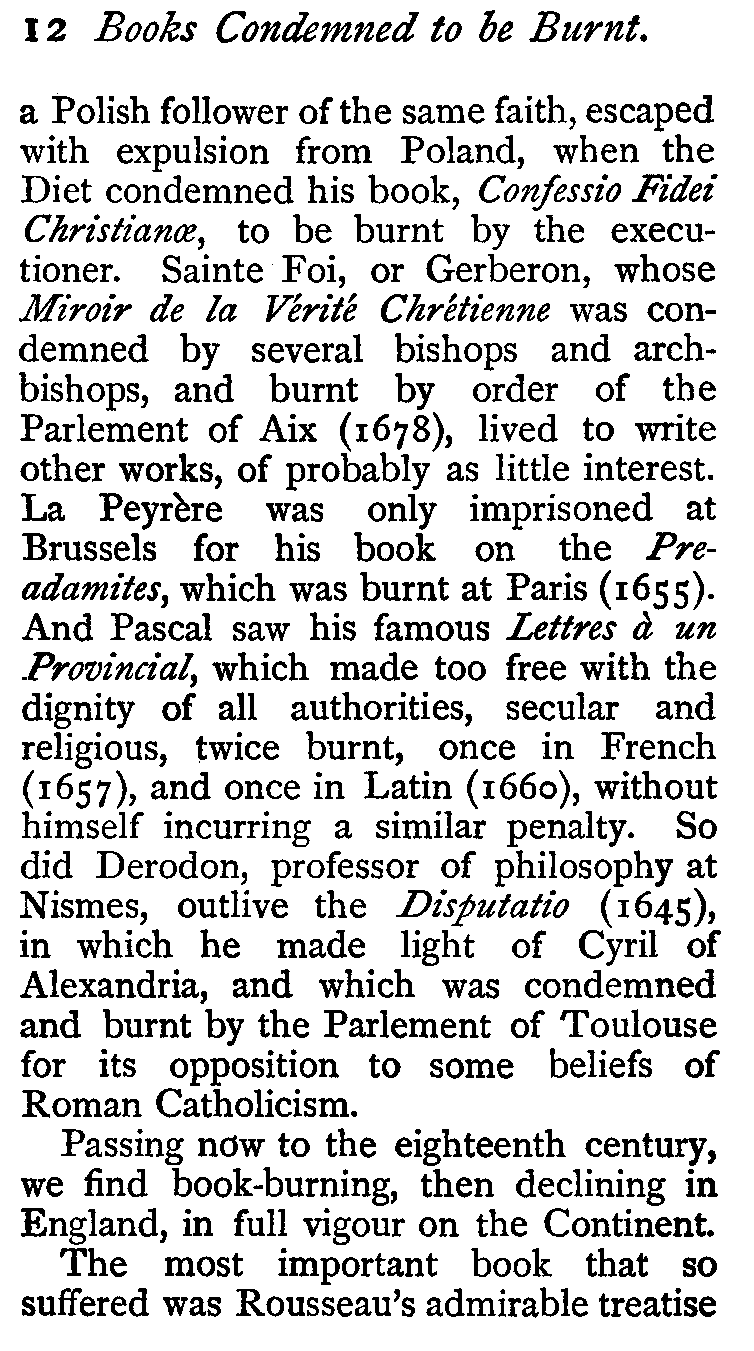 12 Books Condemned to be Burnt.
a Polish follower of the same faith, escaped
with expulsion from Poland, when the
Diet condemned his book, Confessio Fidei
Christianœ, to be burnt by the execu-
tioner. Sainte Foi, or Gerberon, whose
Miroir de la Vérité Chrétienne was con-
demned by several bishops and arch-
bishops, and burnt by order of the
Parlement of Aix (1678), lived to write
other works, of probably as little interest.
La Peyrère was only imprisoned at
Brussels for his book on the Pre-
adamites, which was burnt at Paris (1655).
And Pascal saw his famous Lettres à un
Provincial, which made too free with the
dignity of all authorities, secular and
religious, twice burnt, once in French
(1657), and once in Latin (1660), without
himself incurring a similar penalty. So
did Derodon, professor of philosophy at
Nismes, outlive the Disputatio (1645),
in which he made light of Cyril of
Alexandria, and which was condemned
and burnt by the Parlement of Toulouse
for its opposition to some beliefs of
Roman Catholicism.
Passing now to the eighteenth century,
we find book-burning, then declining in
England, in full vigour on the Continent.
The most important book that so
suffered was Rousseau's admirable treatise